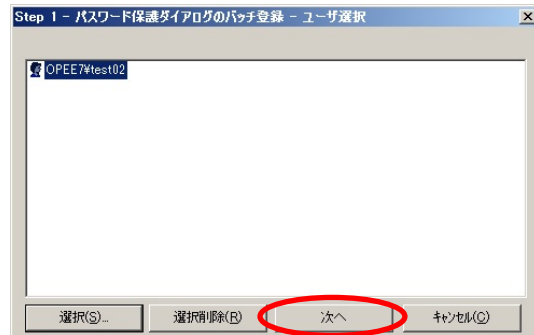 Step 1 - パスワード保護ダイアログのバッチ登録 - ユーザ選択
OPEE7¥test02
選択(S)... 選択削除(R) 次へ キャンセル(C)